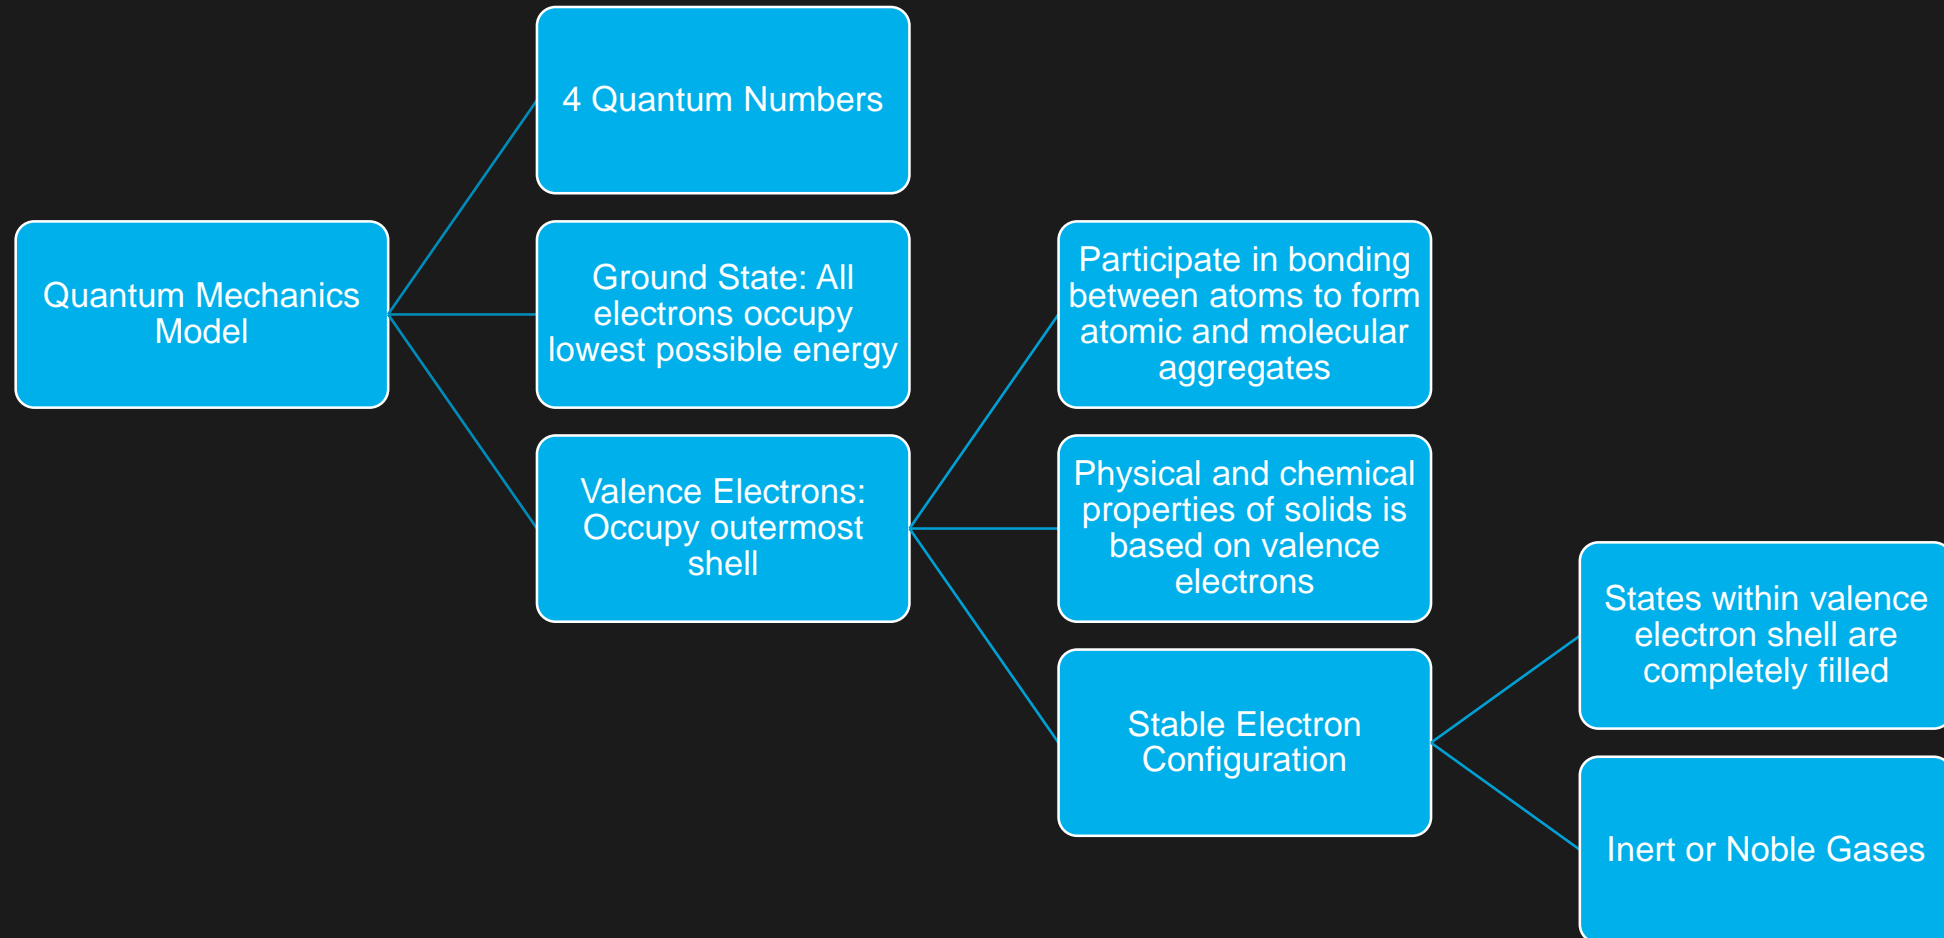 4 Quantum Numbers
Quantum Mechanics
Model
Ground State: All
electrons occupy
lowest possible energy
Valence Electrons:
Occupy outermost
shell
Participate in bonding
between atoms to form
atomic and molecular
aggregates
Physical and chemical
properties of solids is
based on valence
electrons
Stable Electron
Configuration
States within valence
electron shell are
completely filled
Inert or Noble Gases